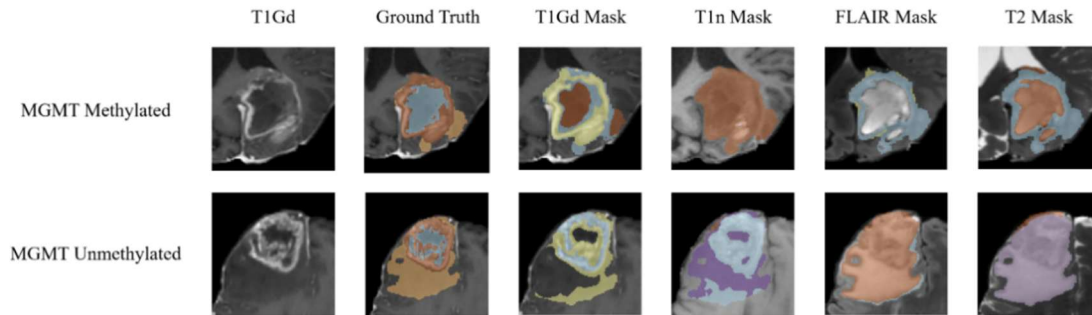 T1Gd Ground Truth T1Gd Mask T1n Mask FLAIR Mask T2 Mask
MGMT Methylated
MGMT Unmethylated